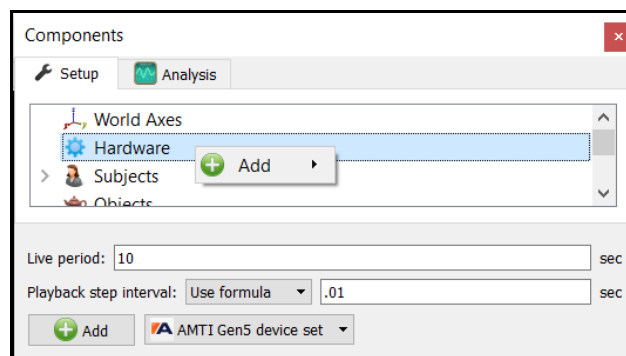 Components
Setup Analysis
World Axes
Hardware
Add
Subjects
Objects
Live period: 10 sec
Playback step interval: Use formula .01 sec
Add AMTI Gen5 device set